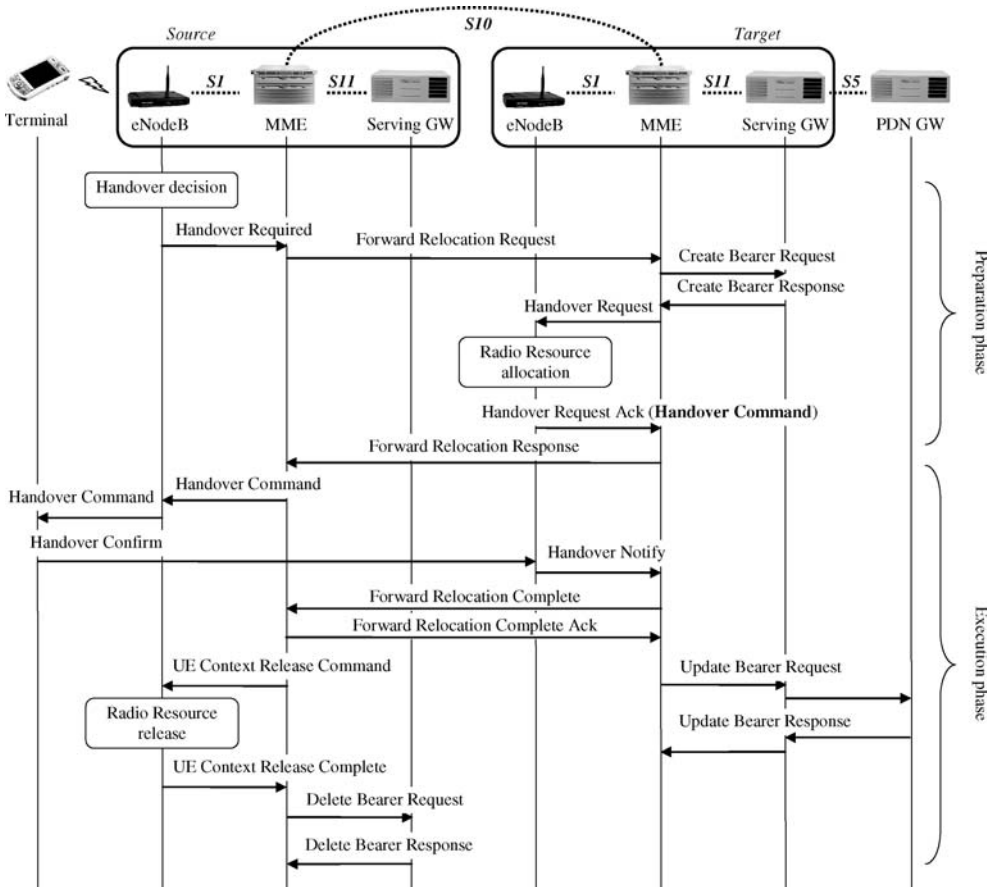 S10
Source
Target
S1
S11
S1
S11
S5
Terminal
eNodeB
MME
Serving GW
eNodeB
MME
Serving GW
PDN GW
Handover decision
Handover Required
Forward Relocation Request
Create Bearer Request
Create Bearer Response
Handover Request
Radio Resource
allocation
Handover Request Ack (Handover Command)
Forward Relocation Response
Preparation phase
Handover Command
Handover Command
Handover Confirm
Handover Notify
Forward Relocation Complete
Forward Relocation Complete Ack
UE Context Release Command
Update Bearer Request
Radio Resource
release
Update Bearer Response
UE Context Release Complete
Delete Bearer Request
Delete Bearer Response
Execution phase